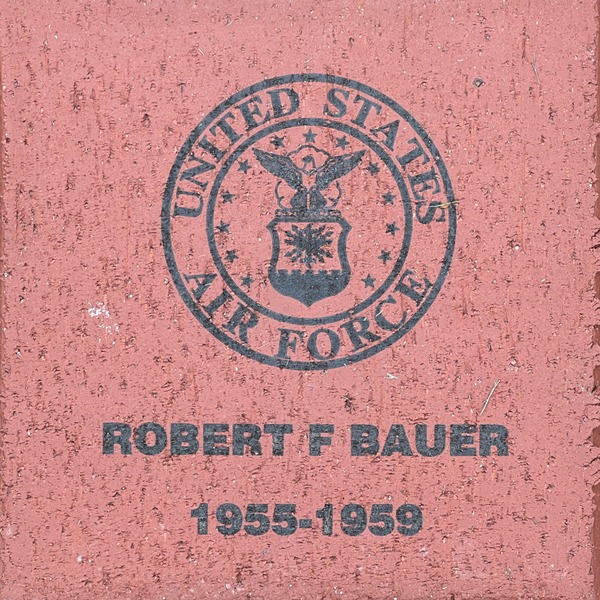 UNITED STATES
AIR FORCE
ROBERT F BAUER
1955-1959